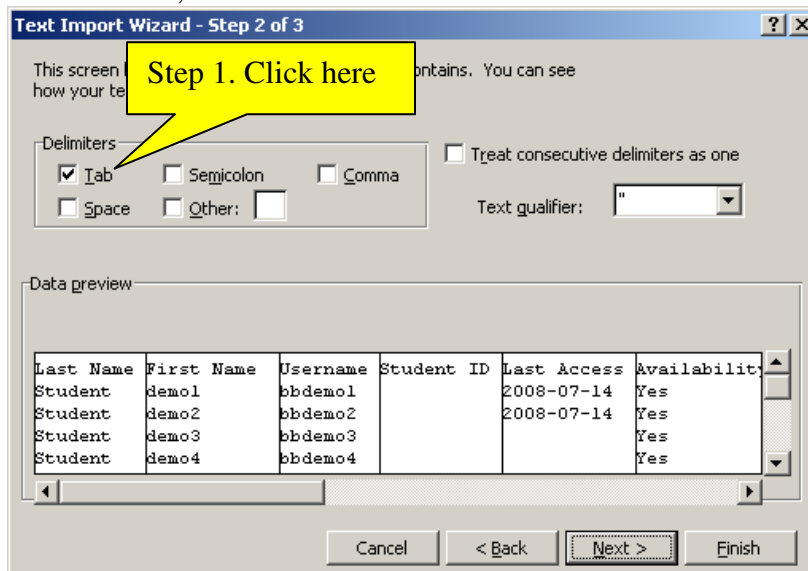 Text Import Wizard - Step 2 of 3
This screen
ontains. You can see
how your te
Step 1. Click here
Delimiters
Tab Semicolon Comma
Space Other:
Treat consecutive delimiters as one
Text qualifier: "
Data preview
Last Name First Name Username Student ID Last Access Availability
Student demo1 bbdemo1 2008-07-14 Yes
Student demo2 bbdemo2 2008-07-14 Yes
Student demo3 bbdemo3 Yes
Student demo4 bbdemo4 Yes
Cancel < Back Next > Finish